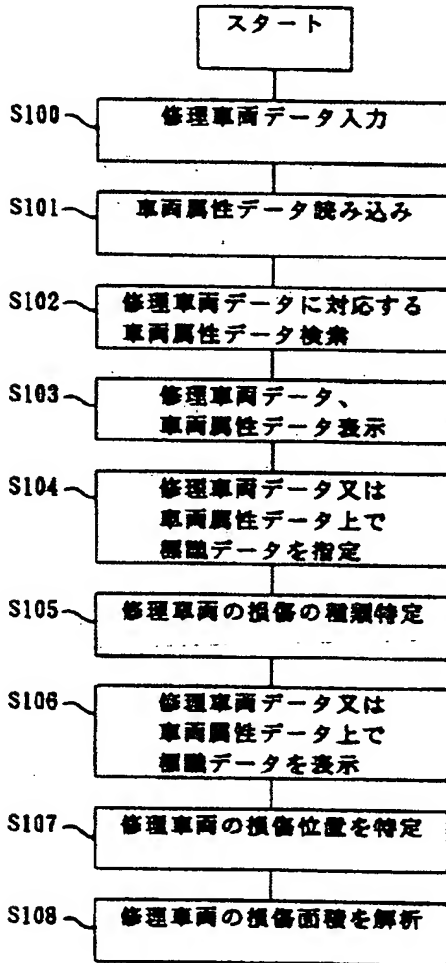 スタート
S100
修理車両データ入力
S101
車両属性データ読み込み
S102
修理車両データに対応する
車両属性データ検索
S103
修理車両データ、
車両属性データ表示
S104
修理車両データ又は
車両属性データ上で
標識データを指定
S105
修理車両の損傷の種類特定
S106
修理車両データ又は
車両属性データ上で
標識データを表示
S107
修理車両の損傷位置を特定
S108
修理車両の損傷面積を解析